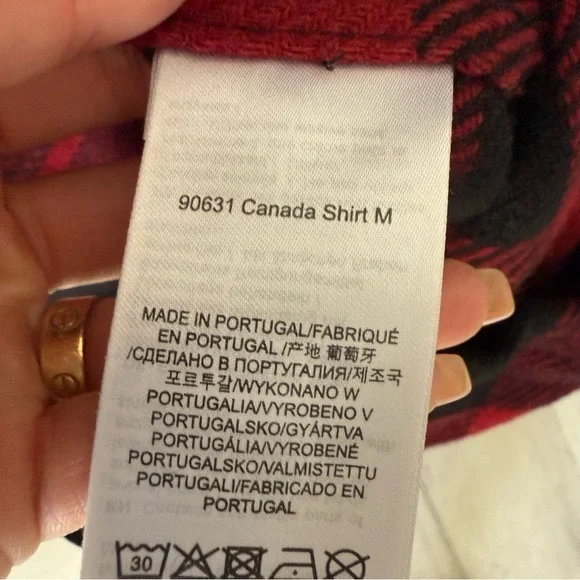 90631 Canada Shirt M
MADE IN PORTUGAL/FABRIQUÉ
EN PORTUGAL/产地 葡萄牙
/СДЕЛАНО В ПОРТУГАЛИЯ/제조국
포르투갈/WYKONANO W
PORTUGALIA/VYROBENO V
PORTUGALSKO/GYÁRTVA
PORTUGÁLIA/VYROBENÉ
PORTUGALSKO/VALMISTETTU
PORTUGALI/FABRICADO EN
PORTUGAL
30